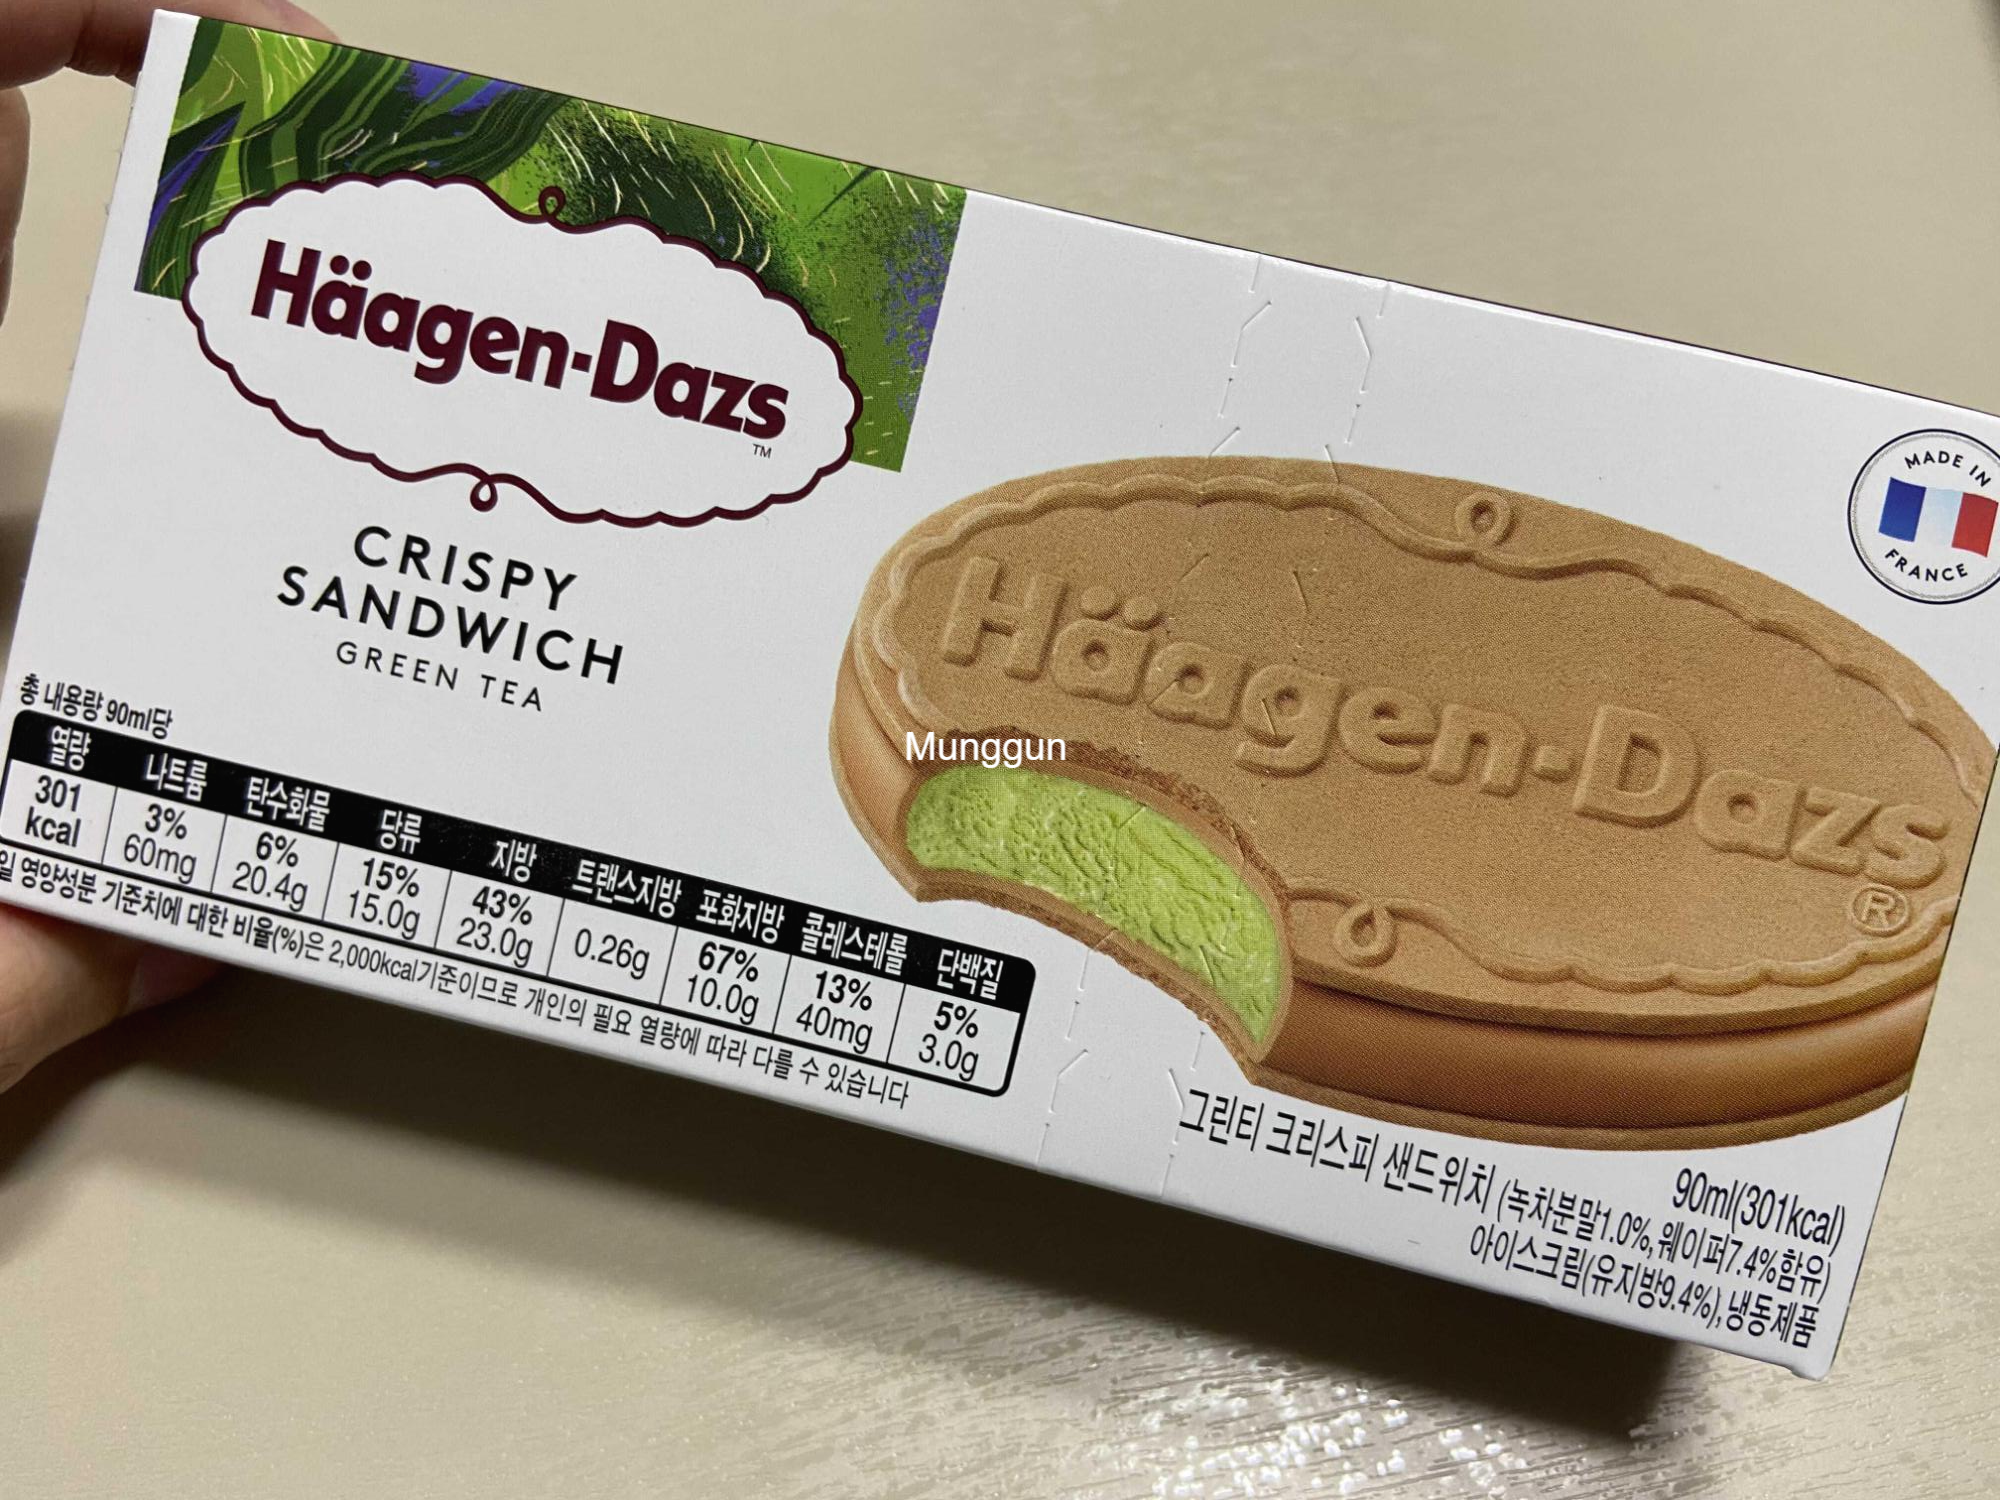 Häagen-Dazs
TM
CRISPY
SANDWICH
GREEN TEA
MADE IN
FRANCE
Häagen-Dazs
®
Munggun
총 내용량 90ml당
열량 나트륨 탄수화물 당류 지방 트랜스지방 포화지방 콜레스테롤 단백질
301 kcal 3% 60mg 6% 20.4g 15% 15.0g 43% 23.0g 0.26g 67% 10.0g 13% 40mg 5% 3.0g
영양성분 기준치에 대한 비율(%)은 2,000kcal기준이므로 개인의 필요 열량에 따라 다를 수 있습니다
90ml(301kcal)
그린티 크리스피 샌드위치 (녹차분말1.0%,웨이퍼7.4%함유)
아이스크림(유지방9.4%),냉동제품